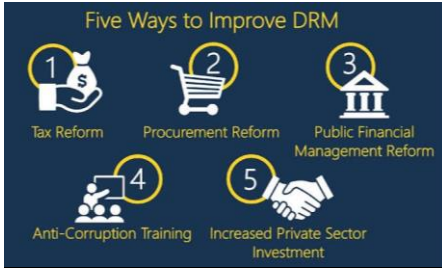 Five Ways to Improve DRM
1
$
2
3
Tax Reform
Procurement Reform
Public Financial
Management Reform
4
5
Anti-Corruption Training
Increased Private Sector
Investment